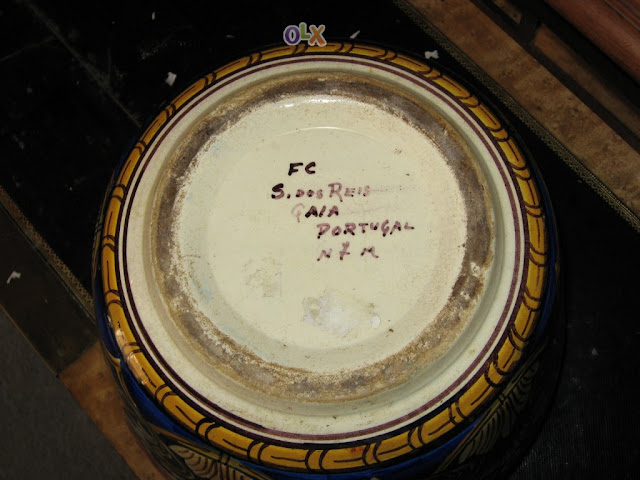 OLX
FC
S. DOS REIS
GAIA
PORTUGAL
N 7 M